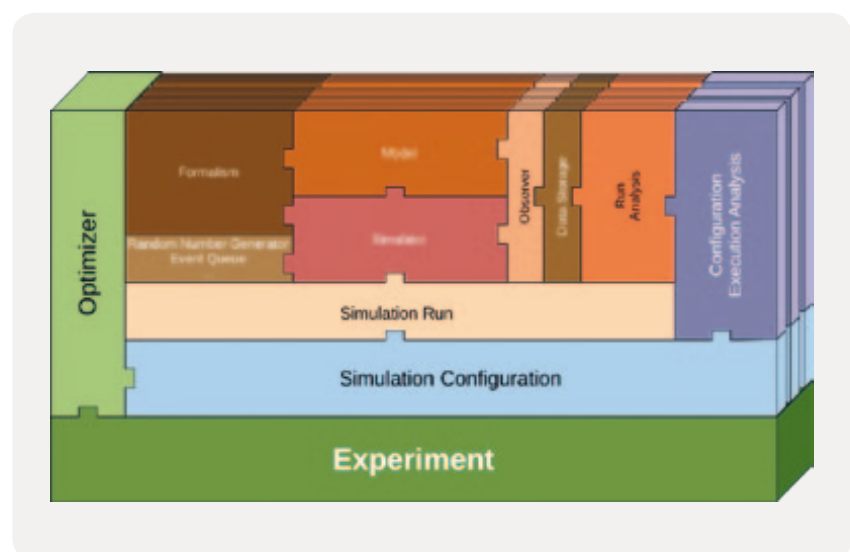 Optimizer
Formalism
Random Number Generator
Event Queue
Model
Simulator
Observer
Data Storage
Run
Analysis
Configuration
Execution Analysis
Simulation Run
Simulation Configuration
Experiment